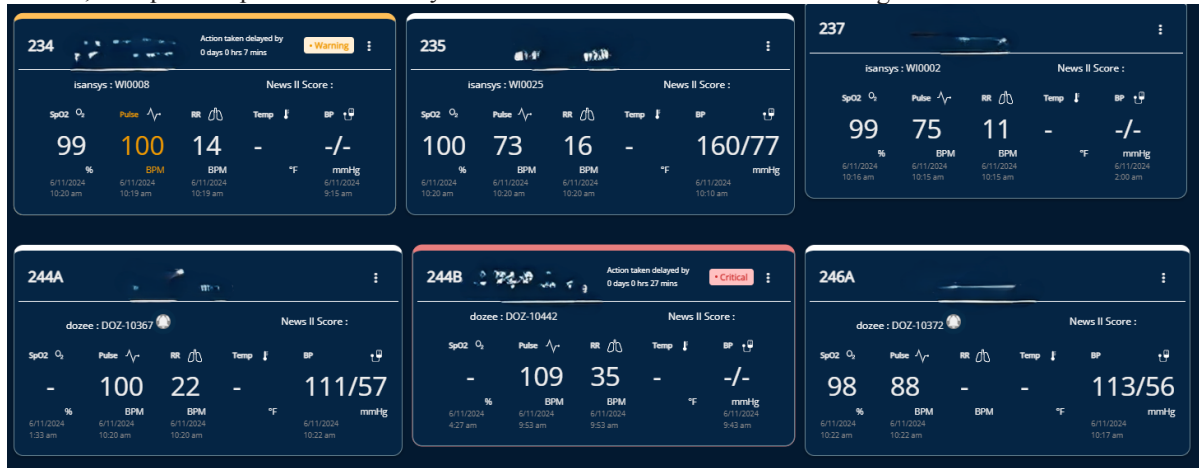 234 Action taken delayed by 0 days 0 hrs 7 mins • Warning
isansys : WI0008 News II Score :
SpO2 O₂ Pulse RR Temp BP
99 100 14 - -/-
% BPM BPM °F mmHg
6/11/2024 6/11/2024 6/11/2024 6/11/2024
10:20 am 10:19 am 10:19 am 9:15 am
235
isansys : WI0025 News II Score :
SpO2 O₂ Pulse RR Temp BP
100 73 16 - 160/77
% BPM BPM °F mmHg
6/11/2024 6/11/2024 6/11/2024 6/11/2024
10:20 am 10:20 am 10:20 am 10:10 am
237
isansys : WI0002 News II Score :
SpO2 O₂ Pulse RR Temp BP
99 75 11 - -/-
% BPM BPM °F mmHg
6/11/2024 6/11/2024 6/11/2024 6/11/2024
10:16 am 10:15 am 10:15 am 2:00 am
244A
dozee : DOZ-10367 News II Score :
SpO2 O₂ Pulse RR Temp BP
- 100 22 - 111/57
% BPM BPM °F mmHg
6/11/2024 6/11/2024 6/11/2024 6/11/2024
1:33 am 10:20 am 10:20 am 10:22 am
244B Action taken delayed by 0 days 0 hrs 27 mins • Critical
dozee : DOZ-10442 News II Score :
SpO2 O₂ Pulse RR Temp BP
- 109 35 - -/-
% BPM BPM °F mmHg
6/11/2024 6/11/2024 6/11/2024 6/11/2024
4:27 am 9:53 am 9:53 am 9:43 am
246A
dozee : DOZ-10372 News II Score :
SpO2 O₂ Pulse RR Temp BP
98 88 - - 113/56
% BPM BPM °F mmHg
6/11/2024 6/11/2024 6/11/2024
10:22 am 10:22 am 10:17 am